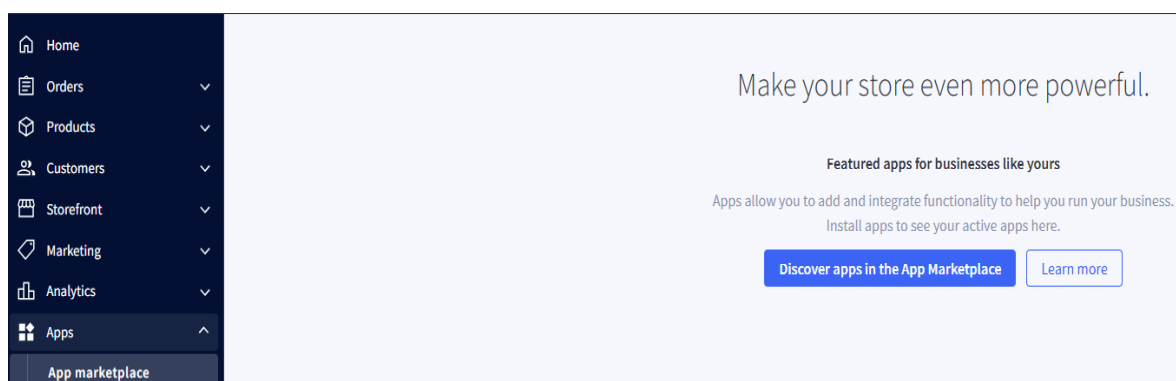 Home
Orders
Products
Customers
Storefront
Marketing
Analytics
Apps
App marketplace
Make your store even more powerful.
Featured apps for businesses like yours
Apps allow you to add and integrate functionality to help you run your business.
Install apps to see your active apps here.
Discover apps in the App Marketplace
Learn more